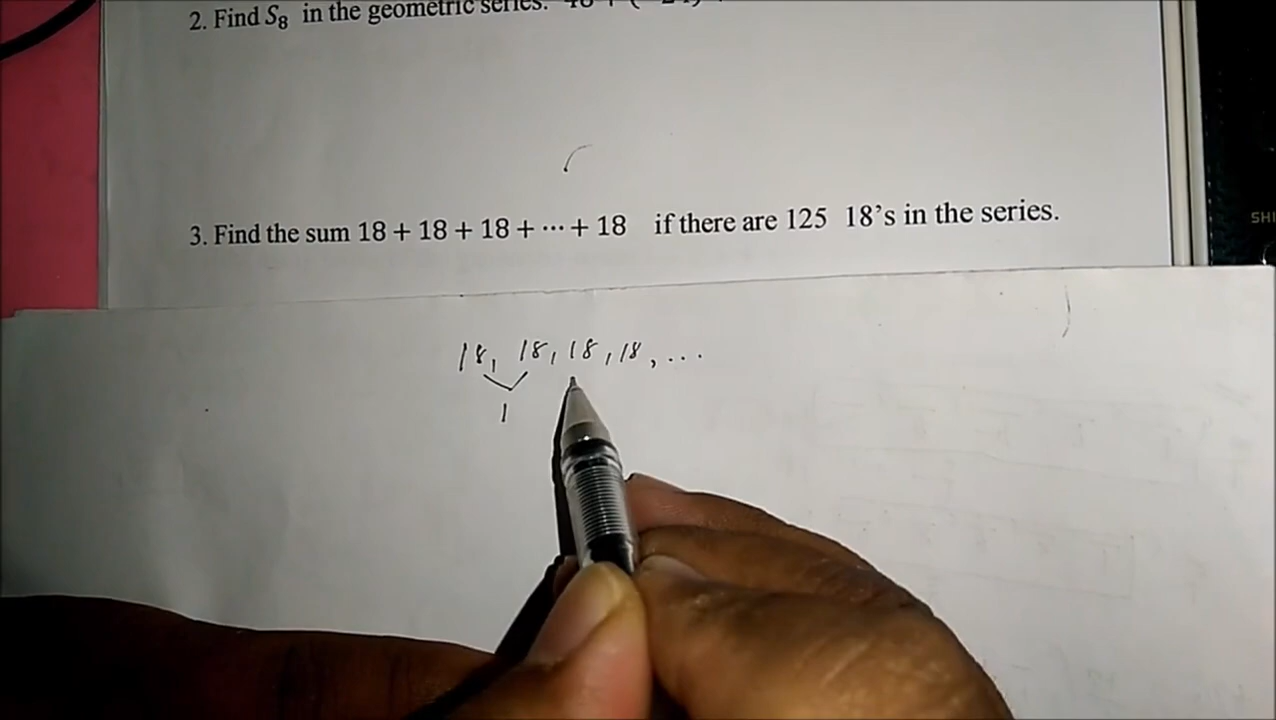 2. Find S₈ in the geometric series.
3. Find the sum 18 + 18 + 18 + ⋯ + 18 if there are 125 18's in the series.
18, 18, 18, 18, ...
1
SHI